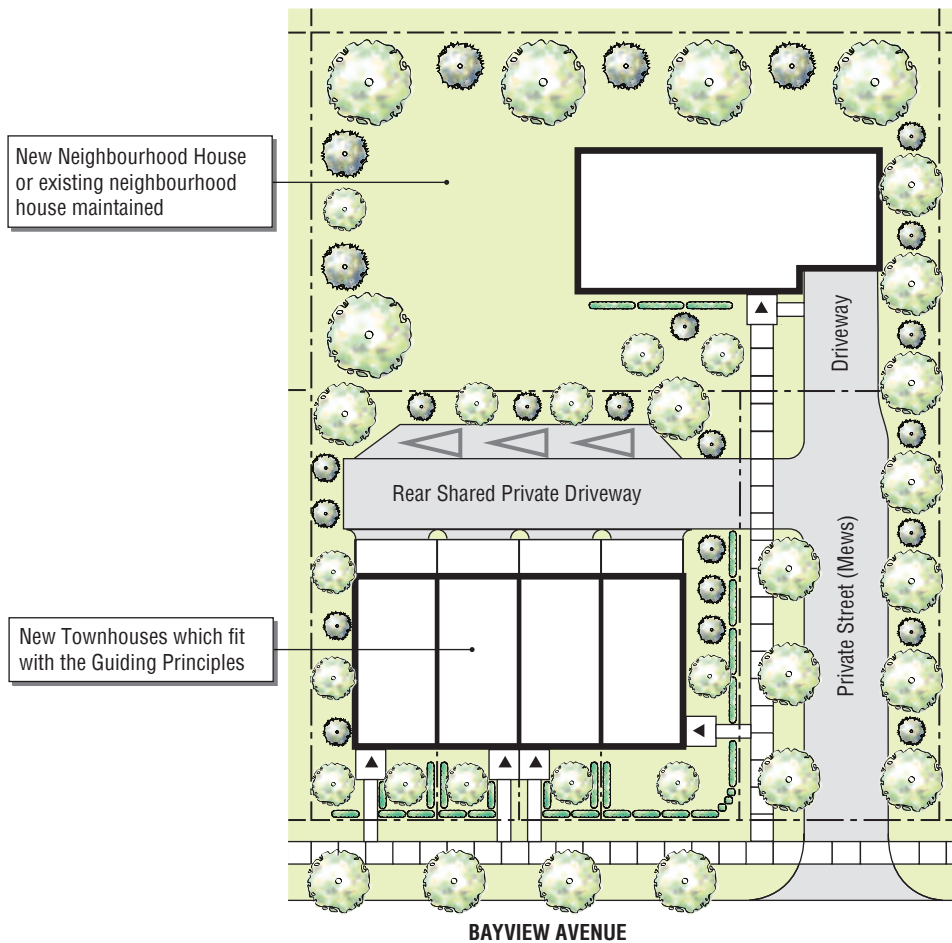 New Neighbourhood House
or existing neighbourhood
house maintained
Driveway
Rear Shared Private Driveway
New Townhouses which fit
with the Guiding Principles
Private Street (Mews)
BAYVIEW AVENUE